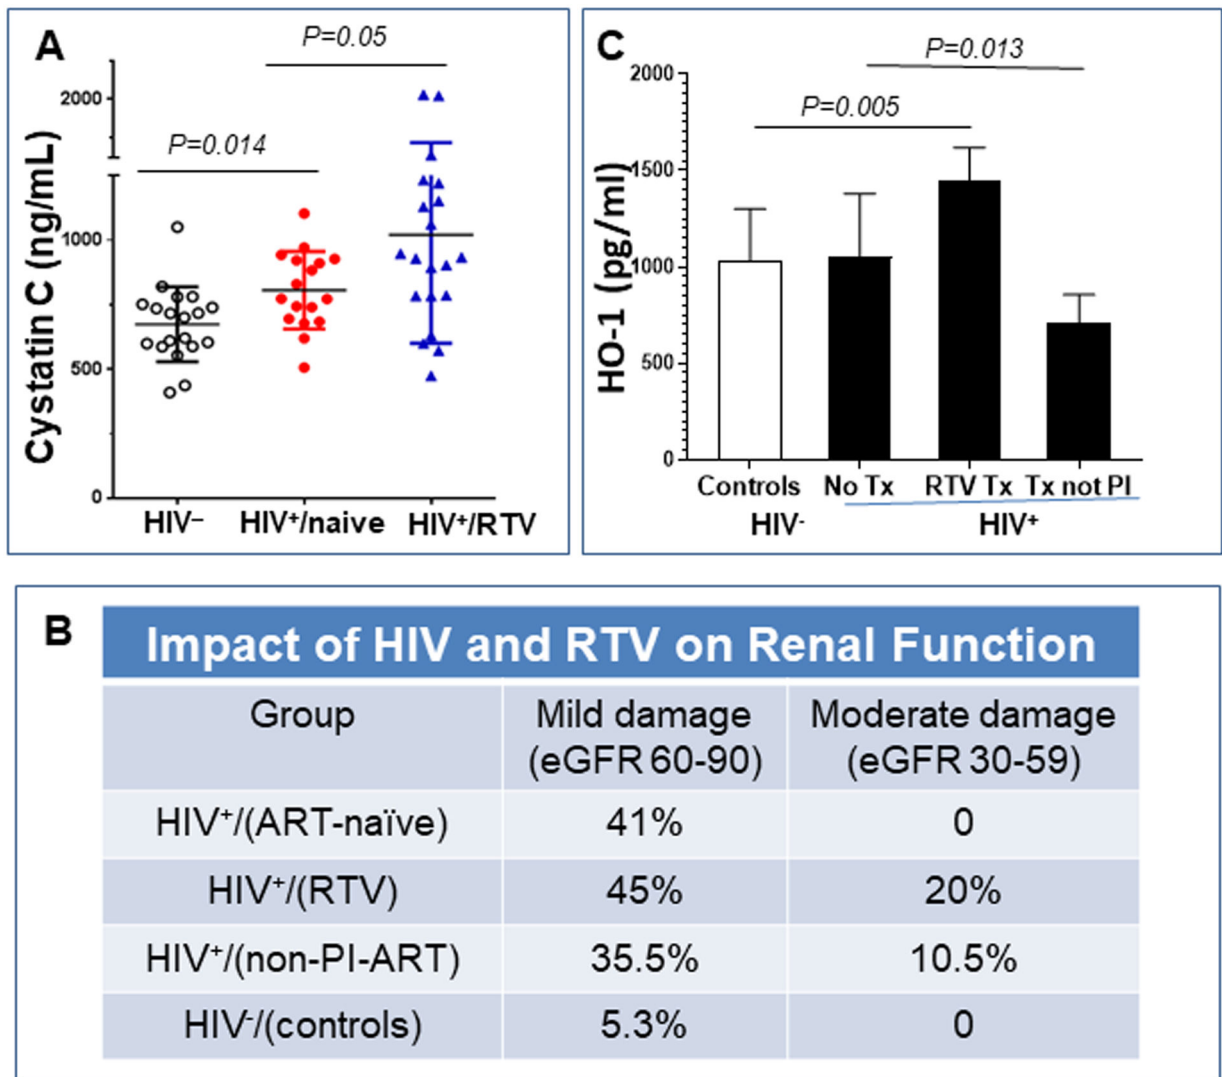 A
P=0.05
P=0.014
Cystatin C (ng/mL)
2000
1000
500
0
HIV–
HIV+/naive
HIV+/RTV
C
P=0.013
P=0.005
HO-1 (pg/ml)
2000
1500
1000
500
0
Controls
No Tx
RTV Tx
Tx not PI
HIV-
HIV+
B
Impact of HIV and RTV on Renal Function
Group
Mild damage
(eGFR 60-90)
Moderate damage
(eGFR 30-59)
HIV+/(ART-naïve) 41% 0
HIV+/(RTV) 45% 20%
HIV+/(non-PI-ART) 35.5% 10.5%
HIV-/(controls) 5.3% 0